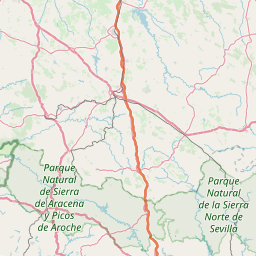 Parque
Natural
de Sierra
de Aracena
y Picos
de Aroche
Parque
Natural
de la Sierra
Norte de
Sevilla